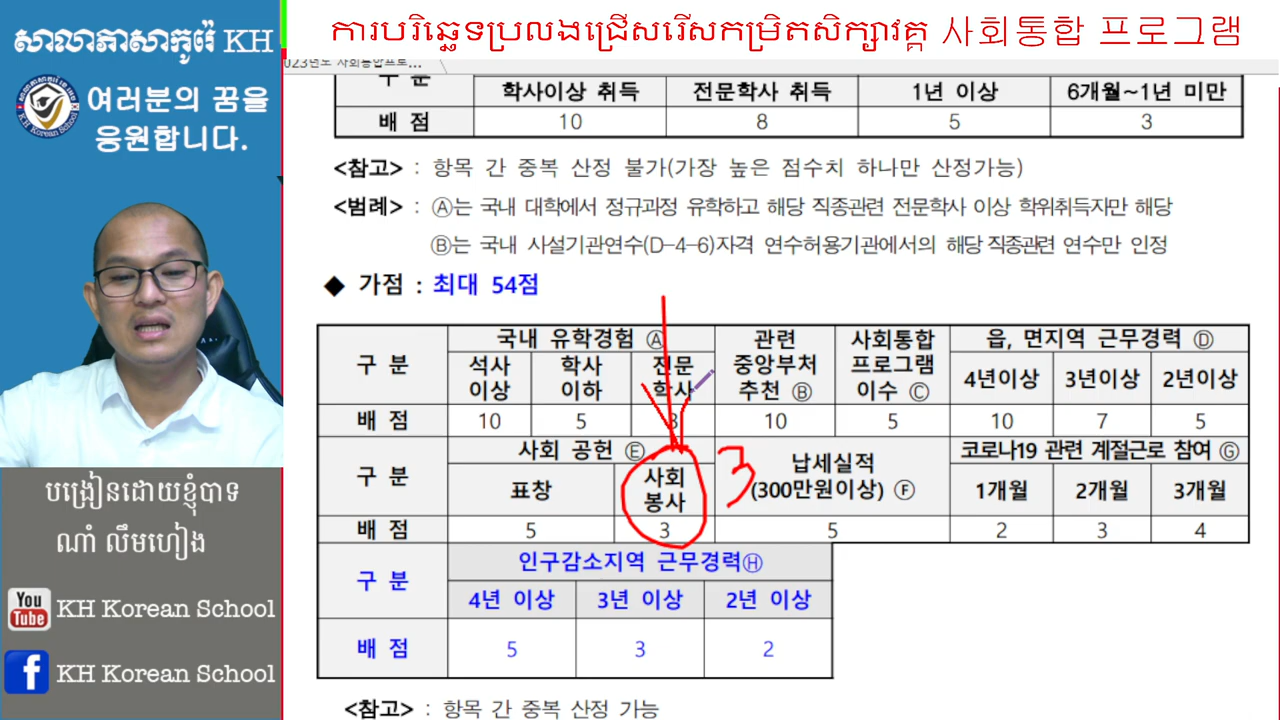 សាលាភាសាកូរ៉េ KH
여러분의 꿈을
응원합니다.
KH Korean School
បង្រៀនដោយខ្ញុំបាទ
ណាំ លឹមហៀង
You Tube KH Korean School
f KH Korean School
ការបរិច្ឆេទប្រលងជ្រើសរើសកម្រិតសិក្សាវគ្គ 사회통합 프로그램
023년도 사회통합프로...
구 분 학사이상 취득 전문학사 취득 1년 이상 6개월~1년 미만
배 점 10 8 5 3
<참고> : 항목 간 중복 산정 불가(가장 높은 점수치 하나만 산정가능)
<범례> : Ⓐ는 국내 대학에서 정규과정 유학하고 해당 직종관련 전문학사 이상 학위취득자만 해당
Ⓑ는 국내 시설기관연수(D-4-6)자격 연수허용기관에서의 해당 직종관련 연수만 인정
◆ 가점 : 최대 54점
구 분 국내 유학경험 Ⓐ 관련 중앙부처 추천 Ⓑ 사회통합 프로그램 이수 Ⓒ 읍, 면지역 근무경력 Ⓓ
석사 이상 학사 이하 전문 학사 4년이상 3년이상 2년이상
배 점 10 5 3 10 5 10 7 5
구 분 사회 공헌 Ⓔ 납세실적 (300만원이상) Ⓕ 코로나19 관련 계절근로 참여 Ⓖ
표창 사회 봉사 3 1개월 2개월 3개월
배 점 5 3 5 2 3 4
구 분 인구감소지역 근무경력Ⓗ
4년 이상 3년 이상 2년 이상
배 점 5 3 2
<참고> : 항목 간 중복 산정 가능